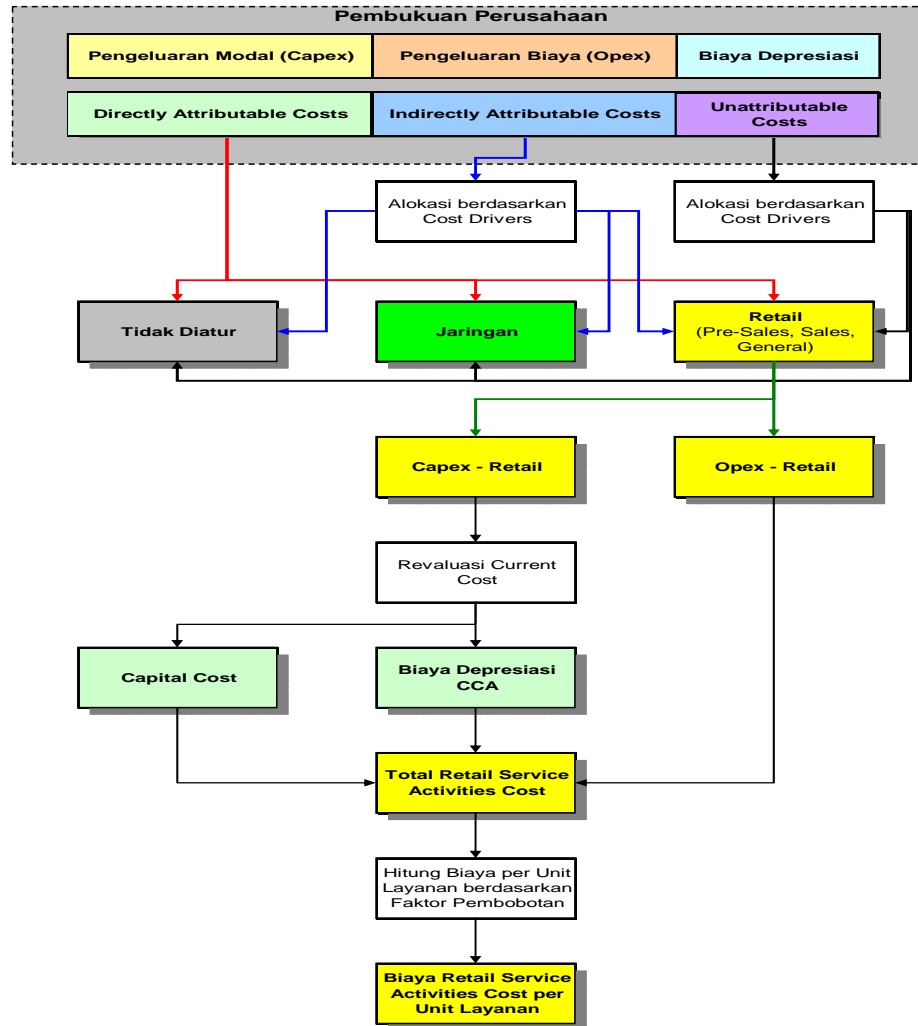 Pembukuan Perusahaan
Pengeluaran Modal (Capex)
Pengeluaran Biaya (Opex)
Biaya Depresiasi
Directly Attributable Costs
Indirectly Attributable Costs
Unattributable
Costs
Alokasi berdasarkan
Cost Drivers
Alokasi berdasarkan
Cost Drivers
Tidak Diatur
Jaringan
Retail
(Pre-Sales, Sales,
General)
Capex - Retail
Opex - Retail
Revaluasi Current
Cost
Capital Cost
Biaya Depresiasi
CCA
Total Retail Service
Activities Cost
Hitung Biaya per Unit
Layanan berdasarkan
Faktor Pembobotan
Biaya Retail Service
Activities Cost per
Unit Layanan